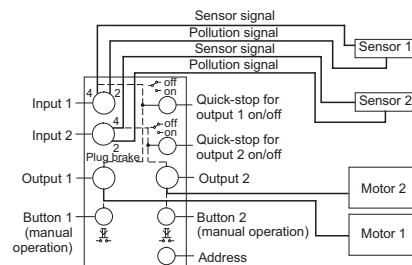 Sensor signal
Pollution signal
Sensor signal
Pollution signal
Sensor 1
Sensor 2
4
2
off
on
Input 1
Quick-stop for
output 1 on/off
4
off
on
Input 2
2
Quick-stop for
output 2 on/off
Plug brake
Output 1
Output 2
Motor 2
Button 1
(manual
operation)
Button 2
(manual operation)
Motor 1
Address